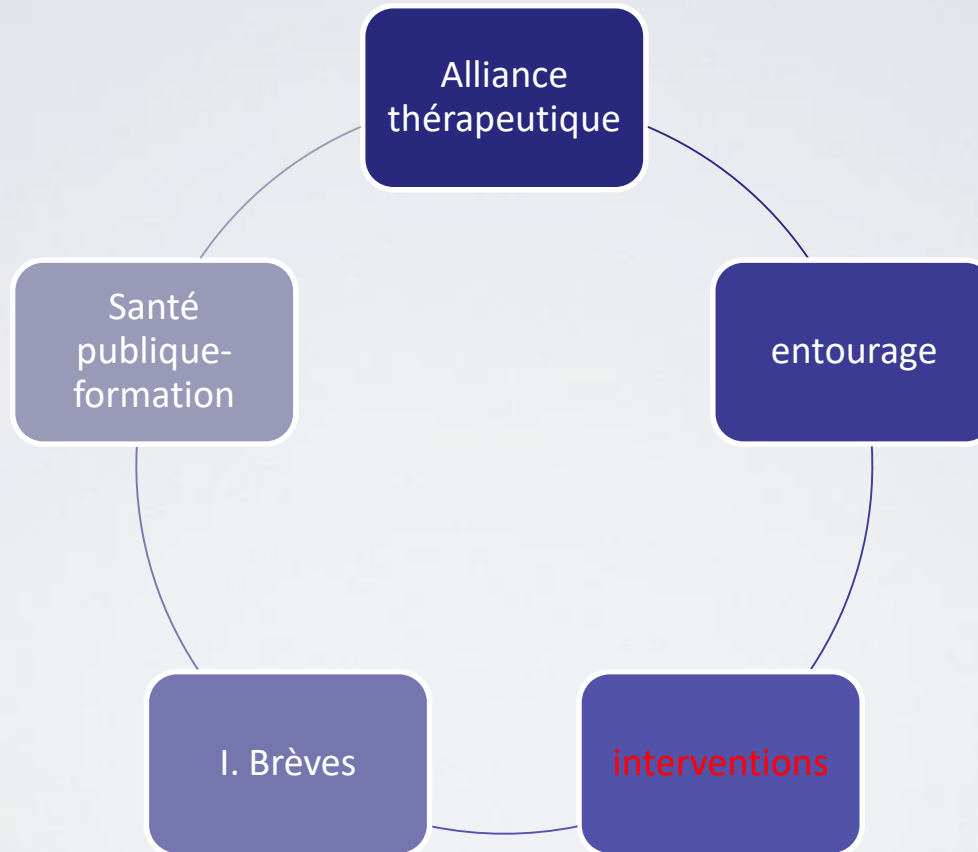 Alliance
thérapeutique
entourage
interventions
I. Brèves
Santé
publique-
formation